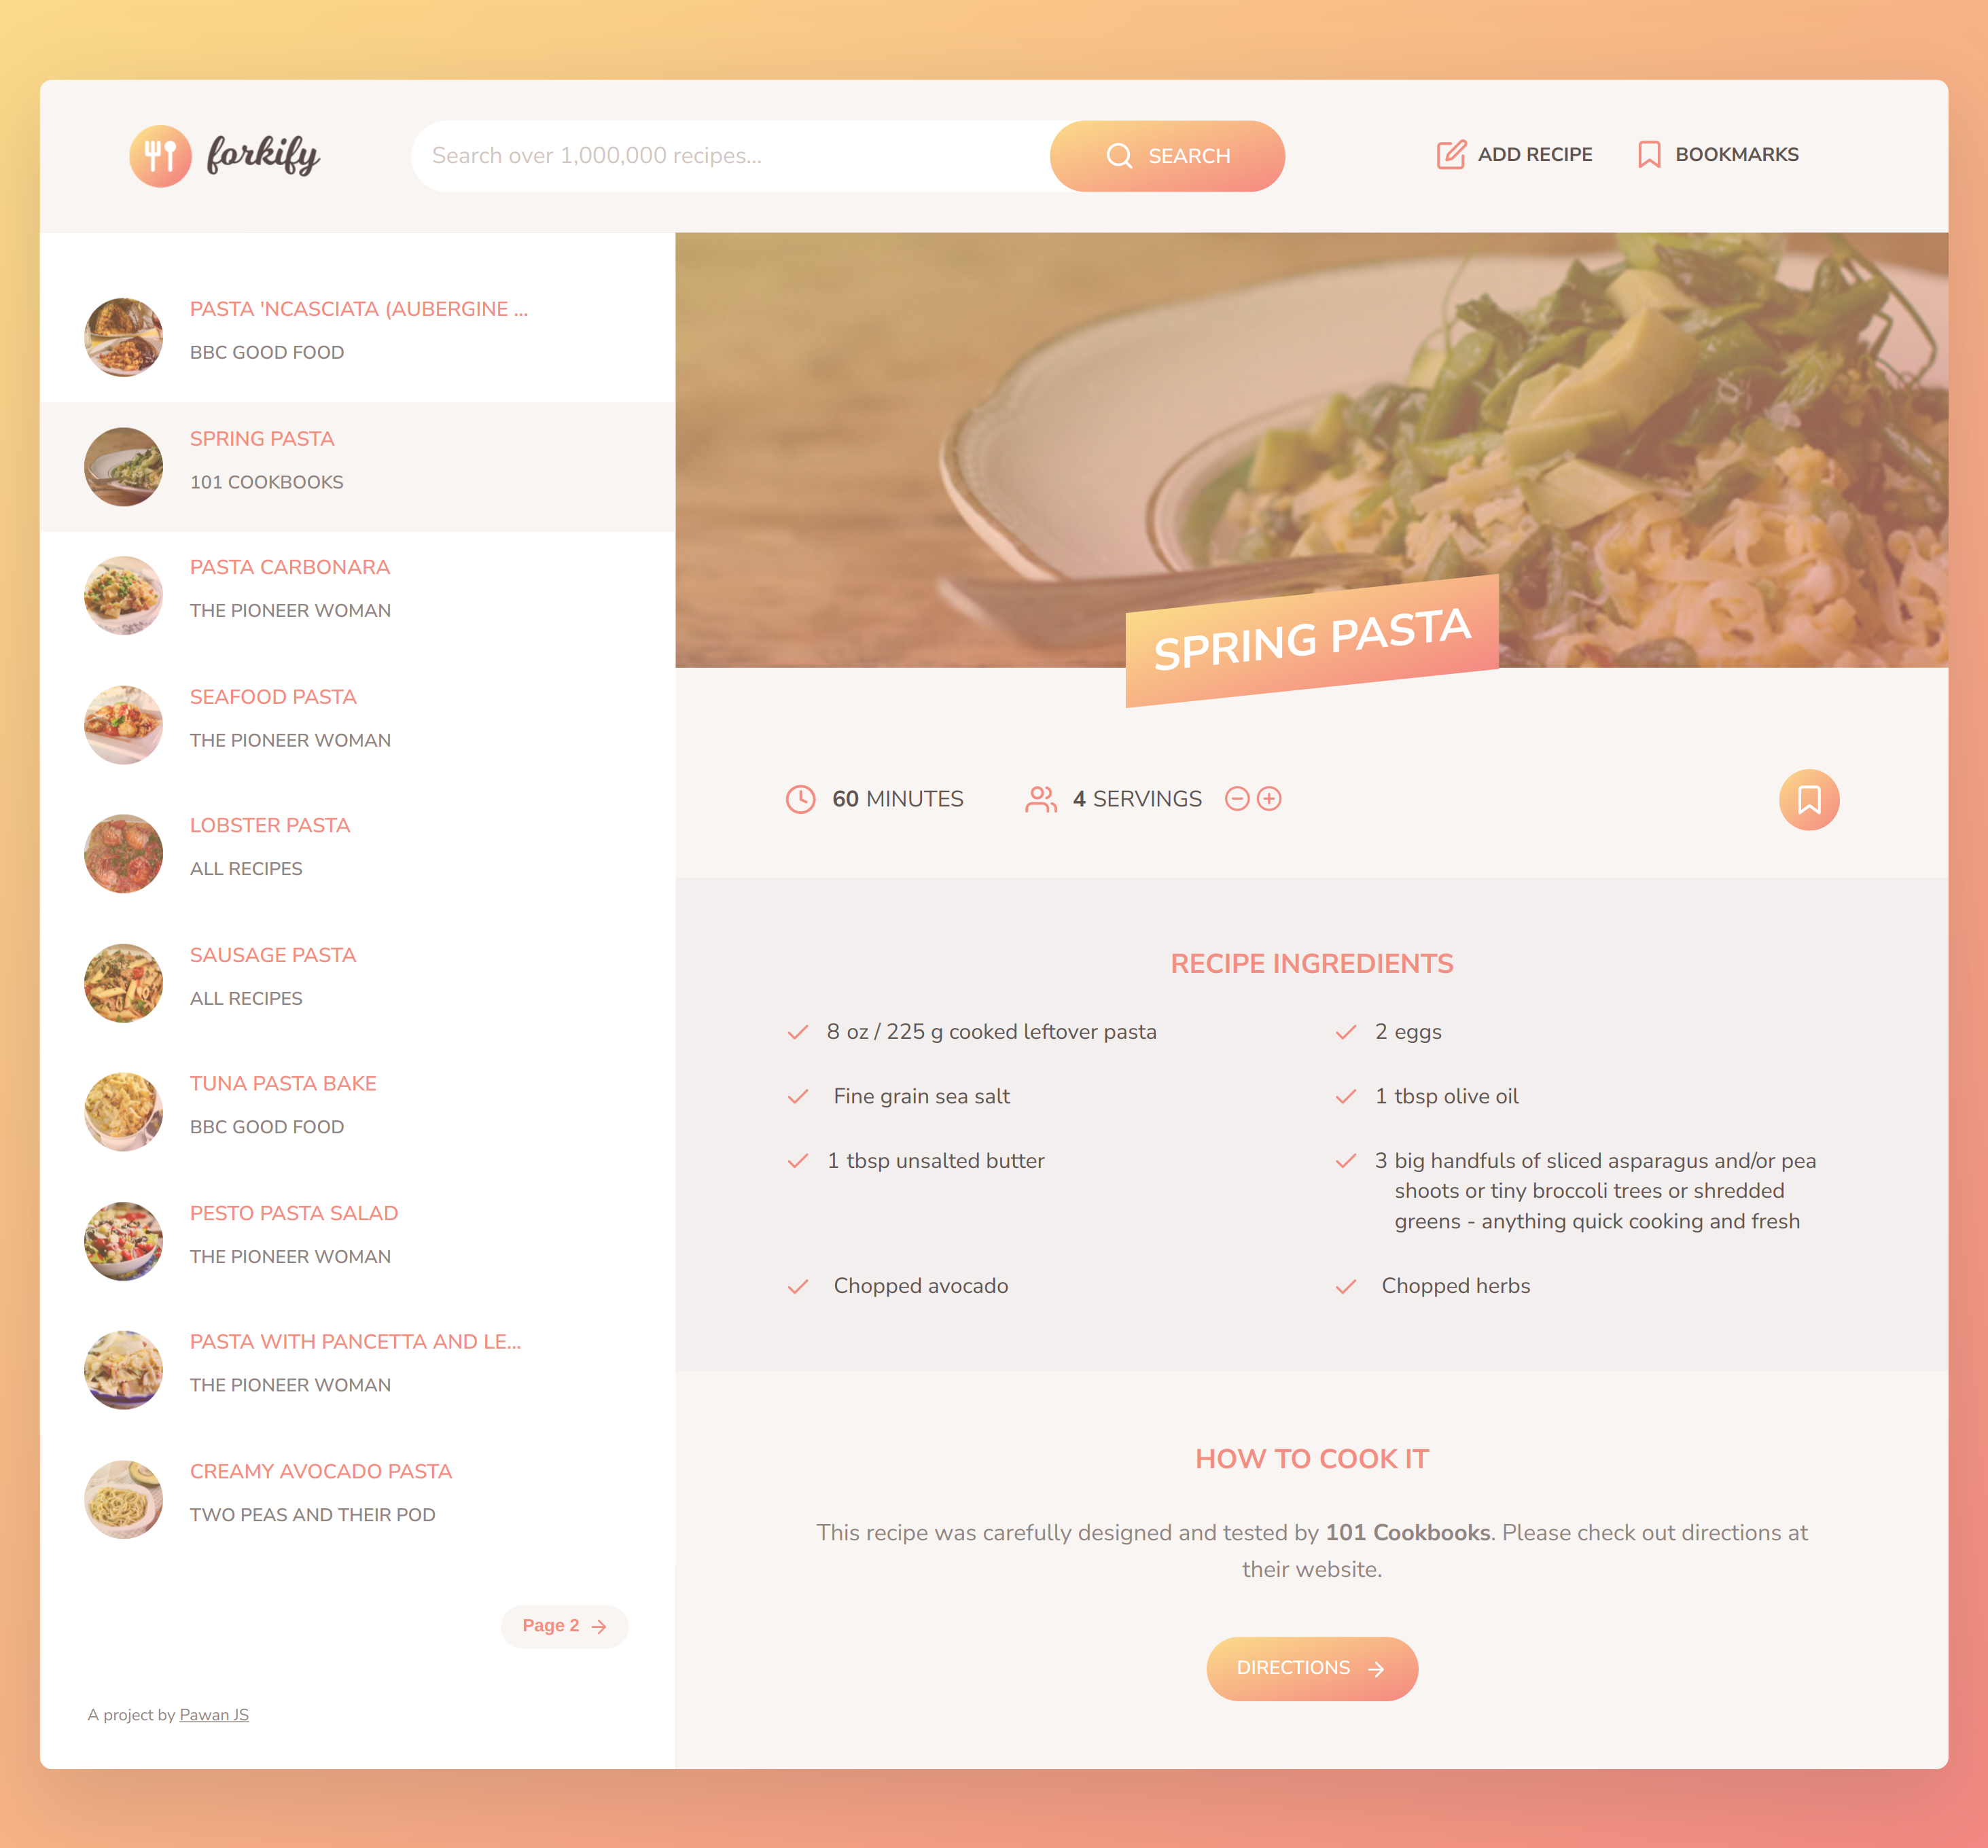 forkify
Search over 1,000,000 recipes...
SEARCH
ADD RECIPE
BOOKMARKS
PASTA 'NCASCIATA (AUBERGINE ...
BBC GOOD FOOD
SPRING PASTA
101 COOKBOOKS
PASTA CARBONARA
THE PIONEER WOMAN
SEAFOOD PASTA
THE PIONEER WOMAN
LOBSTER PASTA
ALL RECIPES
SAUSAGE PASTA
ALL RECIPES
TUNA PASTA BAKE
BBC GOOD FOOD
PESTO PASTA SALAD
THE PIONEER WOMAN
PASTA WITH PANCETTA AND LE...
THE PIONEER WOMAN
CREAMY AVOCADO PASTA
TWO PEAS AND THEIR POD
Page 2
A project by Pawan JS
SPRING PASTA
60 MINUTES
4 SERVINGS
RECIPE INGREDIENTS
8 oz / 225 g cooked leftover pasta
2 eggs
Fine grain sea salt
1 tbsp olive oil
1 tbsp unsalted butter
3 big handfuls of sliced asparagus and/or pea
shoots or tiny broccoli trees or shredded
greens - anything quick cooking and fresh
Chopped avocado
Chopped herbs
HOW TO COOK IT
This recipe was carefully designed and tested by 101 Cookbooks. Please check out directions at
their website.
DIRECTIONS